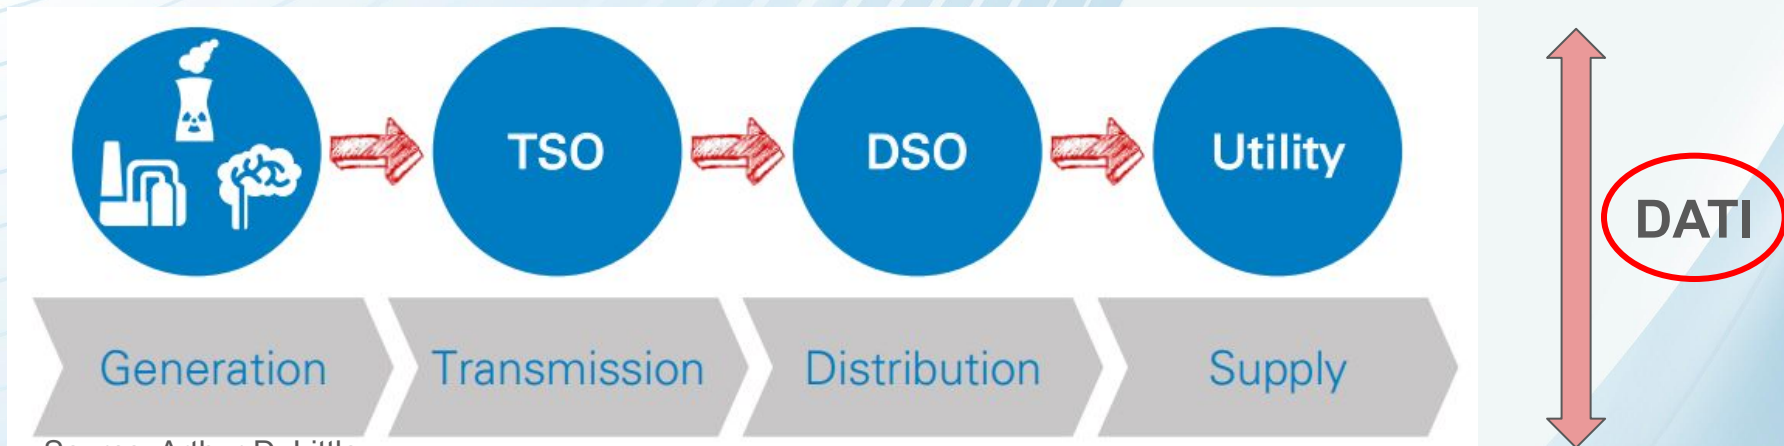 TSO
DSO
Utility
DATI
Generation
Transmission
Distribution
Supply